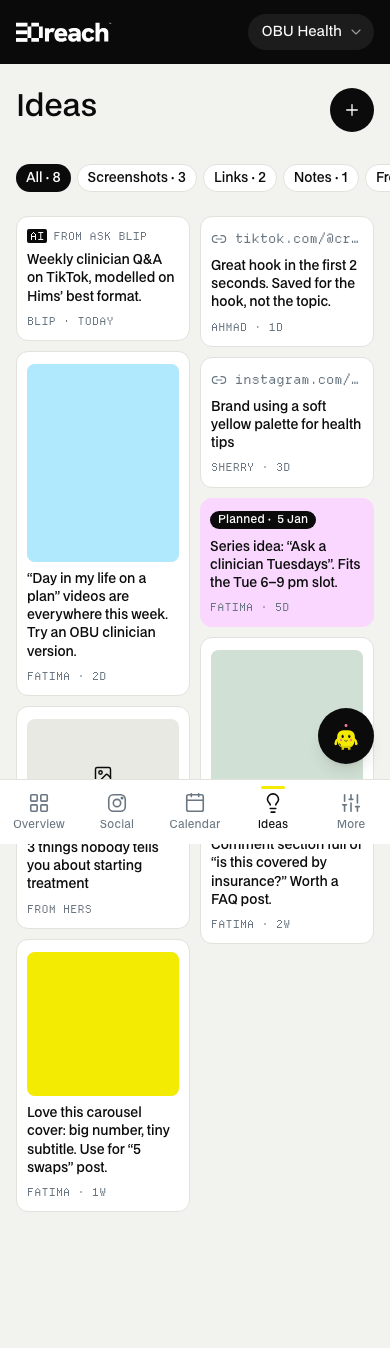 reach
OBU Health
Ideas
All · 8
Screenshots · 3
Links · 2
Notes · 1
AI FROM ASK BLIP
Weekly clinician Q&A
on TikTok, modelled on
Hims’ best format.
BLIP · TODAY
“Day in my life on a
plan” videos are
everywhere this week.
Try an OBU clinician
version.
FATIMA · 2D
3 things nobody tells
you about starting
treatment
FROM HERS
Love this carousel
cover: big number, tiny
subtitle. Use for “5
swaps” post.
FATIMA · 1W
tiktok.com/@cr…
Great hook in the first 2
seconds. Saved for the
hook, not the topic.
AHMAD · 1D
instagram.com/…
Brand using a soft
yellow palette for health
tips
SHERRY · 3D
Planned · 5 Jan
Series idea: “Ask a
clinician Tuesdays”. Fits
the Tue 6–9 pm slot.
FATIMA · 5D
Comment section full of
“is this covered by
insurance?” Worth a
FAQ post.
FATIMA · 2W
Overview
Social
Calendar
Ideas
More